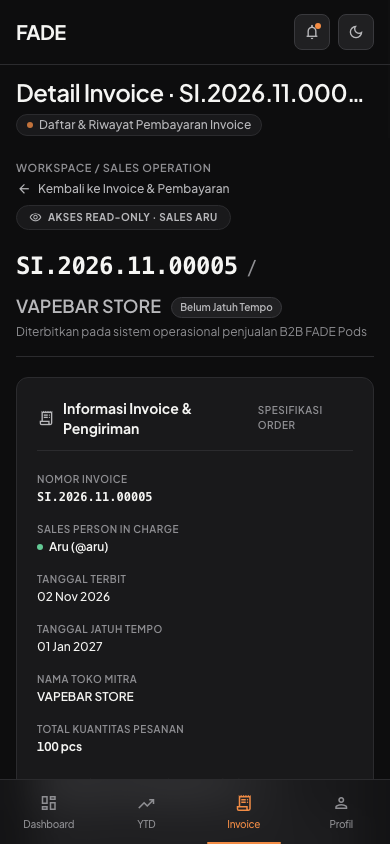 FADE
Detail Invoice · SI.2026.11.000...
Daftar & Riwayat Pembayaran Invoice
WORKSPACE / SALES OPERATION
Kembali ke Invoice & Pembayaran
AKSES READ-ONLY · SALES ARU
SI.2026.11.00005 /
VAPEBAR STORE Belum Jatuh Tempo
Diterbitkan pada sistem operasional penjualan B2B FADE Pods
Informasi Invoice &
Pengiriman
SPESIFIKASI
ORDER
NOMOR INVOICE
SI.2026.11.00005
SALES PERSON IN CHARGE
Aru (@aru)
TANGGAL TERBIT
02 Nov 2026
TANGGAL JATUH TEMPO
01 Jan 2027
NAMA TOKO MITRA
VAPEBAR STORE
TOTAL KUANTITAS PESANAN
100 pcs
Dashboard YTD Invoice Profil